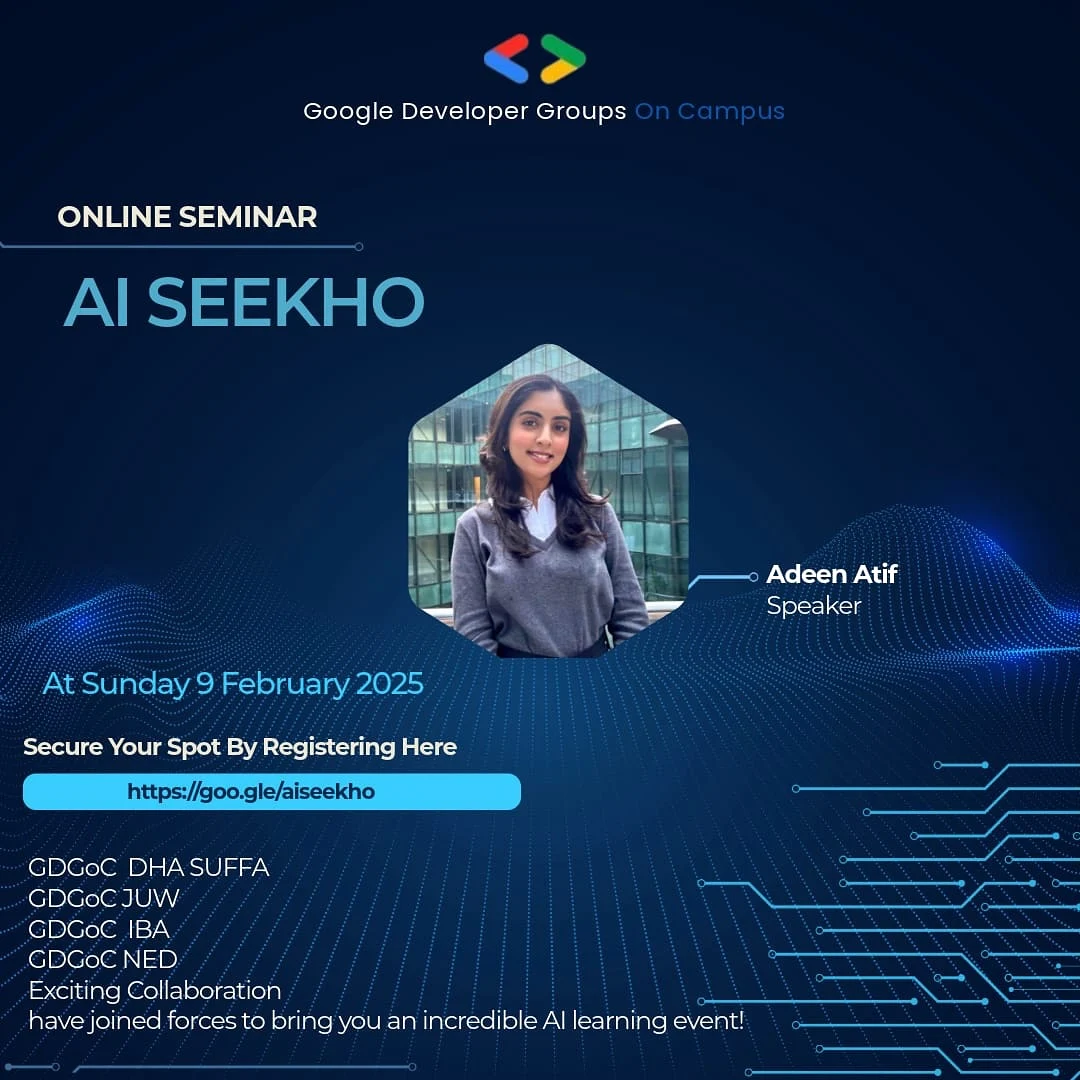 Google Developer Groups On Campus
ONLINE SEMINAR
AI SEEKHO
Adeen Atif
Speaker
At Sunday 9 February 2025
Secure Your Spot By Registering Here
https://goo.gle/aiseekho
GDGoC DHA SUFFA
GDGoC JUW
GDGoC IBA
GDGoC NED
Exciting Collaboration
have joined forces to bring you an incredible AI learning event!